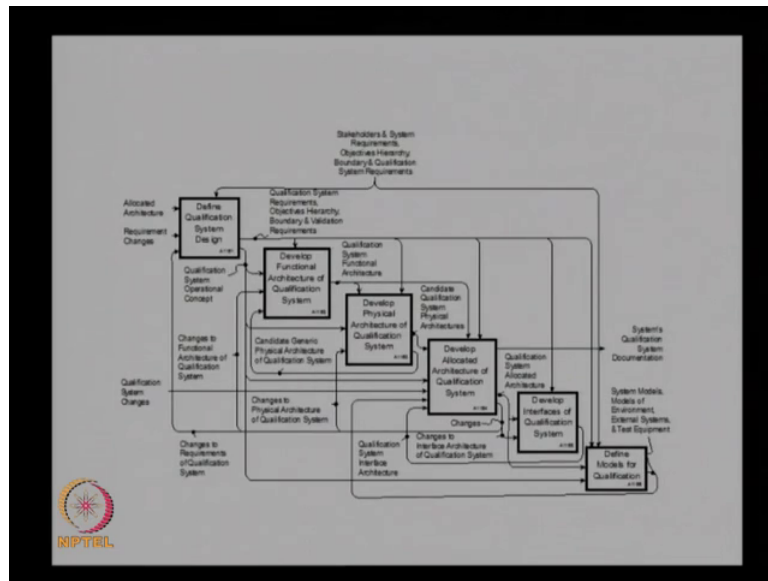 Stakeholders & System
Requirements,
Objectives Hierarchy,
Boundary & Qualification
System Requirements
Allocated
Architecture
Requirement
Changes
Define
Qualification
System
Design
Qualification System
Requirements,
Objectives Hierarchy,
Boundary & Validation
Requirements
Qualification
System
Operational
Concept
Develop
Functional
Architecture of
Qualification
System
Qualification
System
Functional
Architecture
Develop
Physical
Architecture of
Qualification
System
Candidate
Qualification
System
Physical
Architectures
Changes to
Functional
Architecture of
Qualification
System
Candidate Generic
Physical Architecture
of Qualification System
Develop
Allocated
Architecture of
Qualification
System
Qualification
System
Allocated
Architecture
System's
Qualification
System
Documentation
Qualification
System
Changes
Changes to
Physical Architecture
of Qualification System
Changes
Develop
Interfaces of
Qualification
System
System Models,
Models of
Environment,
External Systems,
& Test Equipment
Changes to
Requirements
of Qualification
System
Qualification
System
Interface
Architecture
Changes to
Interface Architecture
of Qualification System
Define
Models for
Qualification
NPTEL